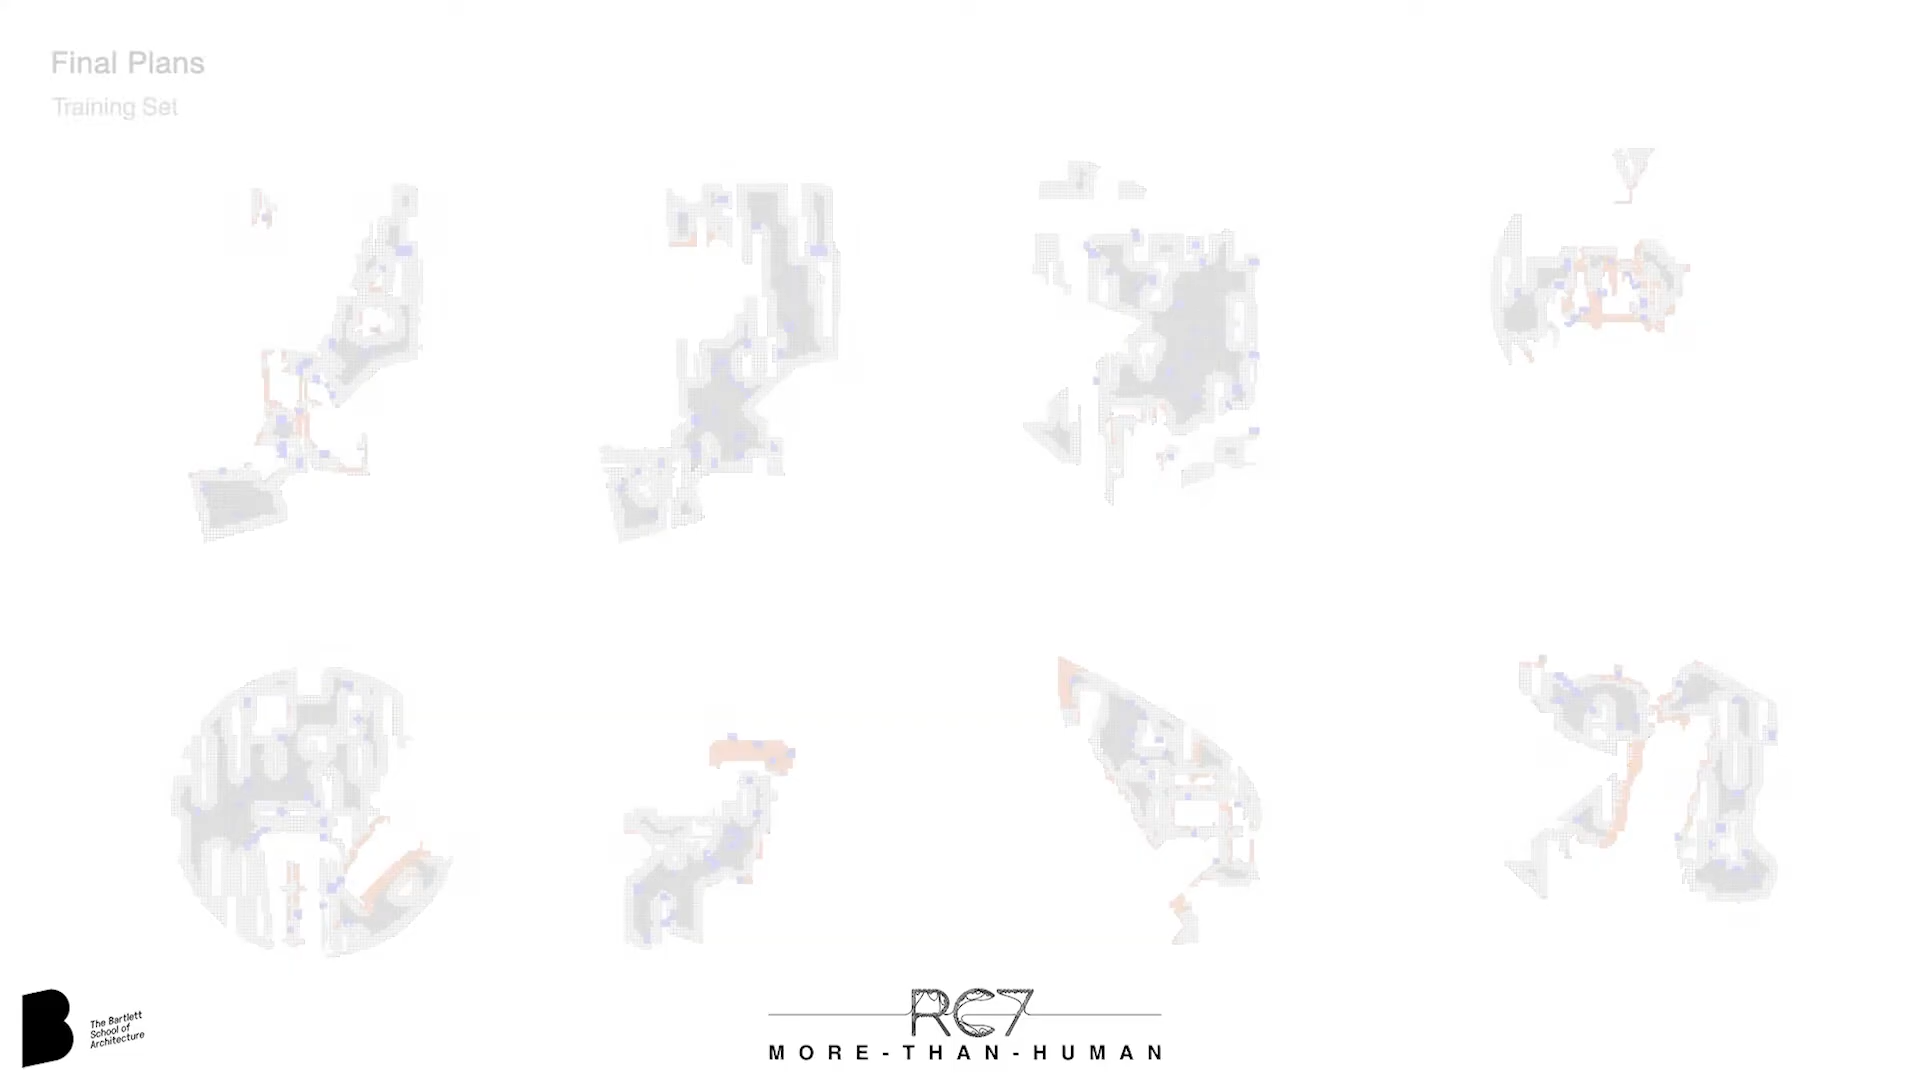 Final Plans
Training Set
The Bartlett
School of
Architecture
RC7
MORE-THAN-HUMAN